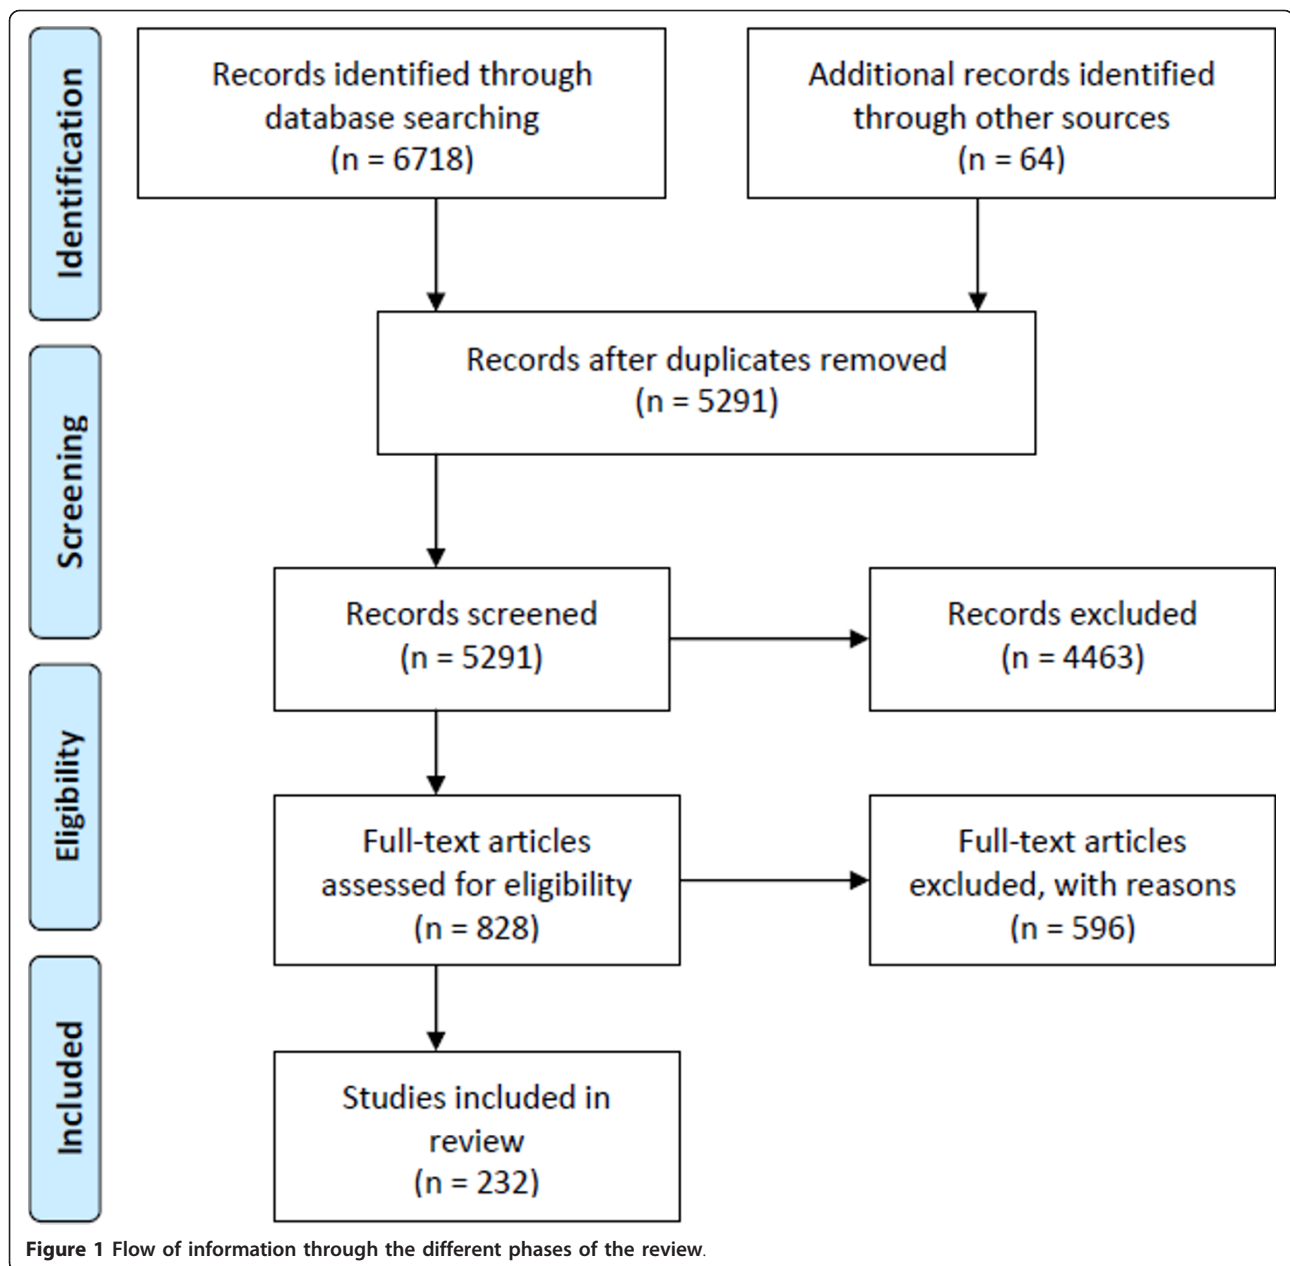 Identification
Records identified through
database searching
(n = 6718)
Additional records identified
through other sources
(n = 64)
Records after duplicates removed
(n = 5291)
Screening
Records screened
(n = 5291)
Records excluded
(n = 4463)
Eligibility
Full-text articles
assessed for eligibility
(n = 828)
Full-text articles
excluded, with reasons
(n = 596)
Included
Studies included in
review
(n = 232)
Figure 1 Flow of information through the different phases of the review.